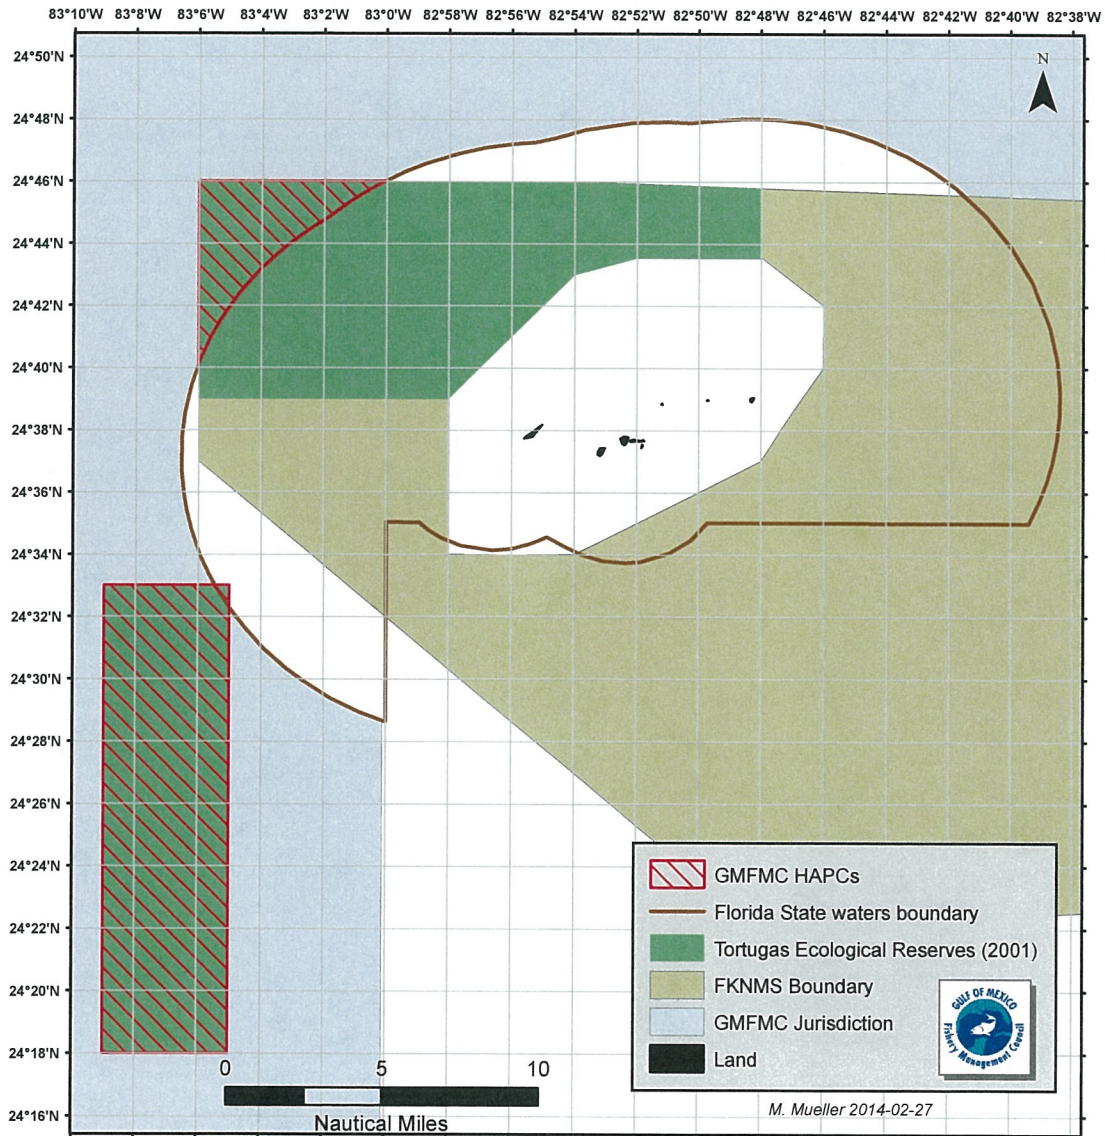 83°10'W 83°8'W 83°6'W 83°4'W 83°2'W 83°0'W 82°58'W 82°56'W 82°54'W 82°52'W 82°50'W 82°48'W 82°46'W 82°44'W 82°42'W 82°40'W 82°38'W
24°50'N
N
24°48'N
24°46'N
24°44'N
24°42'N
24°40'N
24°38'N
24°36'N
24°34'N
24°32'N
24°30'N
24°28'N
24°26'N
24°24'N
24°22'N
24°20'N
24°18'N
24°16'N
GMFMC HAPCs
Florida State waters boundary
Tortugas Ecological Reserves (2001)
FKNMS Boundary
GMFMC Jurisdiction
Land
GULF OF MEXICO
Fishery Management Council
0 5 10
Nautical Miles
M. Mueller 2014-02-27